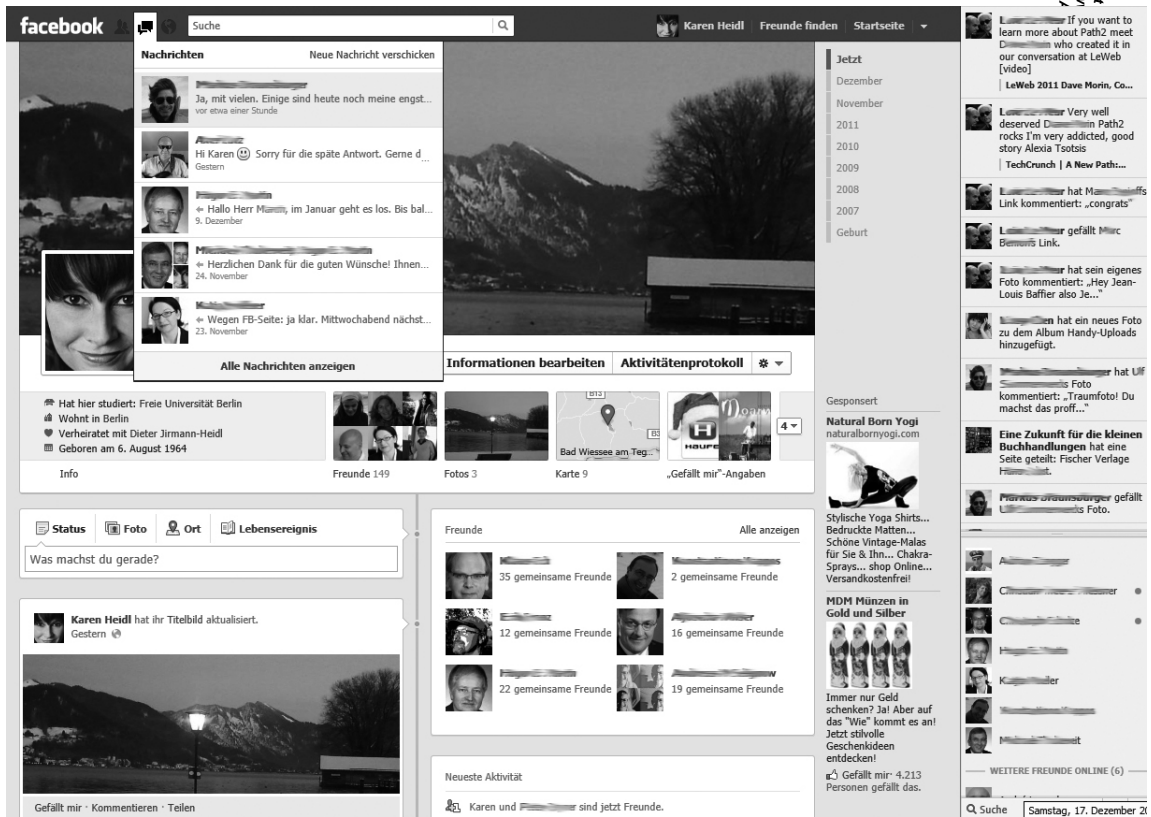 facebook
Suche
Karen Heidl
Freunde finden
Startseite
Nachrichten
Neue Nachricht verschicken
Ja, mit vielen. Einige sind heute noch meine engst...
vor etwa einer Stunde
Hi Karen Sorry für die späte Antwort. Gerne d...
Gestern
Hallo Herr, im Januar geht es los. Bis bal...
9. Dezember
Herzlichen Dank für die guten Wünsche! Ihnen...
24. November
Wegen FB-Seite: ja klar. Mittwochabend nächst...
23. November
Alle Nachrichten anzeigen
Informationen bearbeiten
Aktivitätenprotokoll
Jetzt
Dezember
November
2011
2010
2009
2008
2007
Geburt
Hat hier studiert: Freie Universität Berlin
Wohnt in Berlin
Verheiratet mit Dieter Jirmann-Heidl
Geboren am 6. August 1964
Info
Freunde 149
Fotos 3
B13
Bad Wiessee am Teg...
Karte 9
HAUFE
„Gefällt mir"-Angaben
4
Status
Foto
Ort
Lebensereignis
Was machst du gerade?
Karen Heidl hat ihr Titelbild aktualisiert.
Gestern
Gefällt mir · Kommentieren · Teilen
Freunde
Alle anzeigen
35 gemeinsame Freunde
2 gemeinsame Freunde
12 gemeinsame Freunde
16 gemeinsame Freunde
22 gemeinsame Freunde
19 gemeinsame Freunde
Neueste Aktivität
Karen und sind jetzt Freunde.
Gesponsert
Natural Born Yogi
naturalbornyogi.com
Stylische Yoga Shirts...
Bedruckte Matten...
Schöne Vintage-Malas
für Sie & Ihn... Chakra-
Sprays... shop Online...
Versandkostenfrei!
MDM Münzen in
Gold und Silber
Immer nur Geld
schenken? Ja! Aber auf
das "Wie" kommt es an!
Jetzt stilvolle
Geschenkideen
entdecken!
Gefällt mir · 4.213
Personen gefällt das.
If you want to
learn more about Path2 meet
who created it in
our conversation at LeWeb
[video]
LeWeb 2011 Dave Morin, Co...
Very well
deserved in Path2
rocks I'm very addicted, good
story Alexia Tsotsis
TechCrunch | A New Path:...
hat
Link kommentiert: „congrats"
gefällt
Link.
hat sein eigenes
Foto kommentiert: „Hey Jean-
Louis Baffier also Je..."
hat ein neues Foto
zu dem Album Handy-Uploads
hinzugefügt.
hat Ulf
Foto
kommentiert: „Traumfoto! Du
machst das proff..."
Eine Zukunft für die kleinen
Buchhandlungen hat eine
Seite geteilt: Fischer Verlage
gefällt
Foto.
WEITERE FREUNDE ONLINE (6)
Suche
Samstag, 17. Dezember